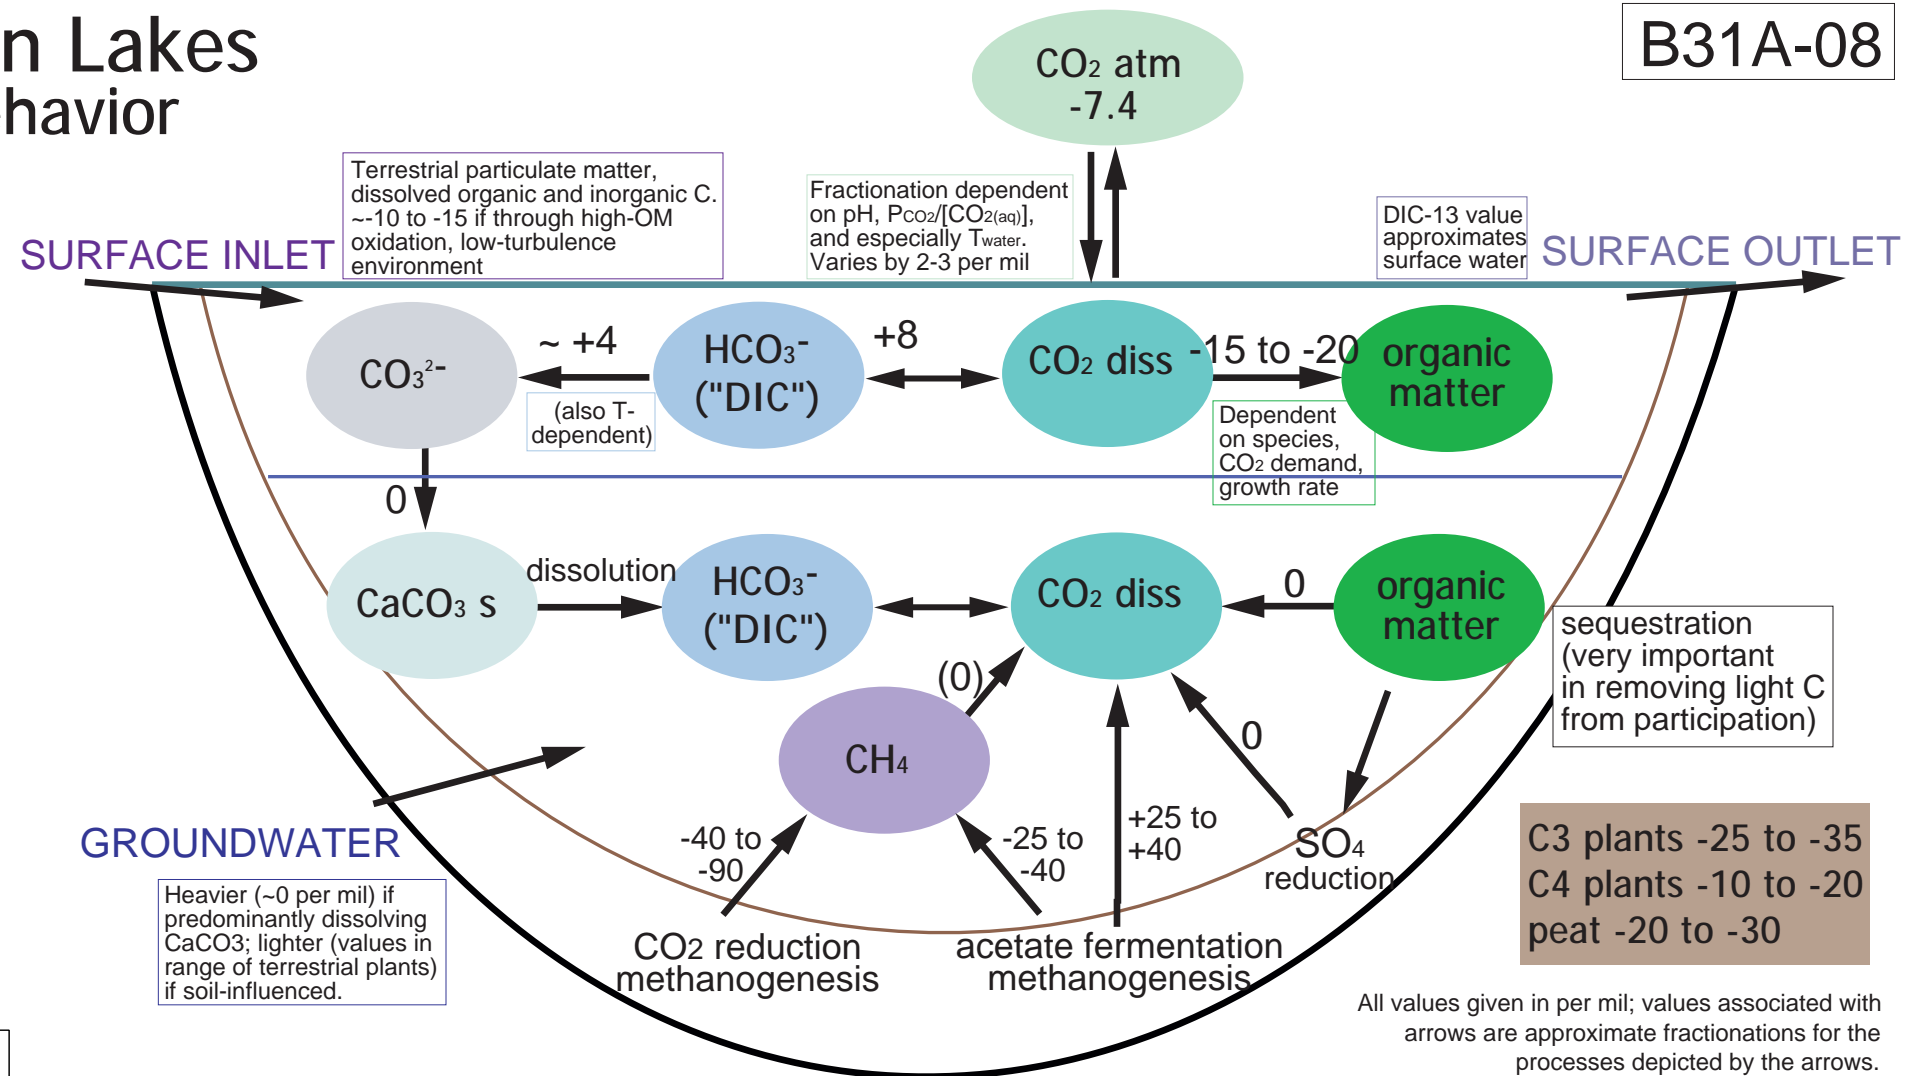 n Lakes
havior
B31A-08
CO₂ atm
-7.4
Terrestrial particulate matter,
dissolved organic and inorganic C.
~-10 to -15 if through high-OM
oxidation, low-turbulence
environment
Fractionation dependent
on pH, PCO2/[CO2(aq)],
and especially Twater.
Varies by 2-3 per mil
DIC-13 value
approximates
surface water
SURFACE INLET
SURFACE OUTLET
CO₃²-
~ +4
(also T-
dependent)
HCO₃-
("DIC")
+8
CO₂ diss
-15 to -20
Dependent
on species,
CO2 demand,
growth rate
organic
matter
0
CaCO₃ s
dissolution
HCO₃-
("DIC")
CO₂ diss
0
organic
matter
sequestration
(very important
in removing light C
from participation)
(0)
CH₄
0
-40 to
-90
-25 to
-40
+25 to
+40
SO4
reduction
GROUNDWATER
Heavier (~0 per mil) if
predominantly dissolving
CaCO3; lighter (values in
range of terrestrial plants)
if soil-influenced.
CO2 reduction
methanogenesis
acetate fermentation
methanogenesis
C3 plants -25 to -35
C4 plants -10 to -20
peat -20 to -30
All values given in per mil; values associated with
arrows are approximate fractionations for the
processes depicted by the arrows.